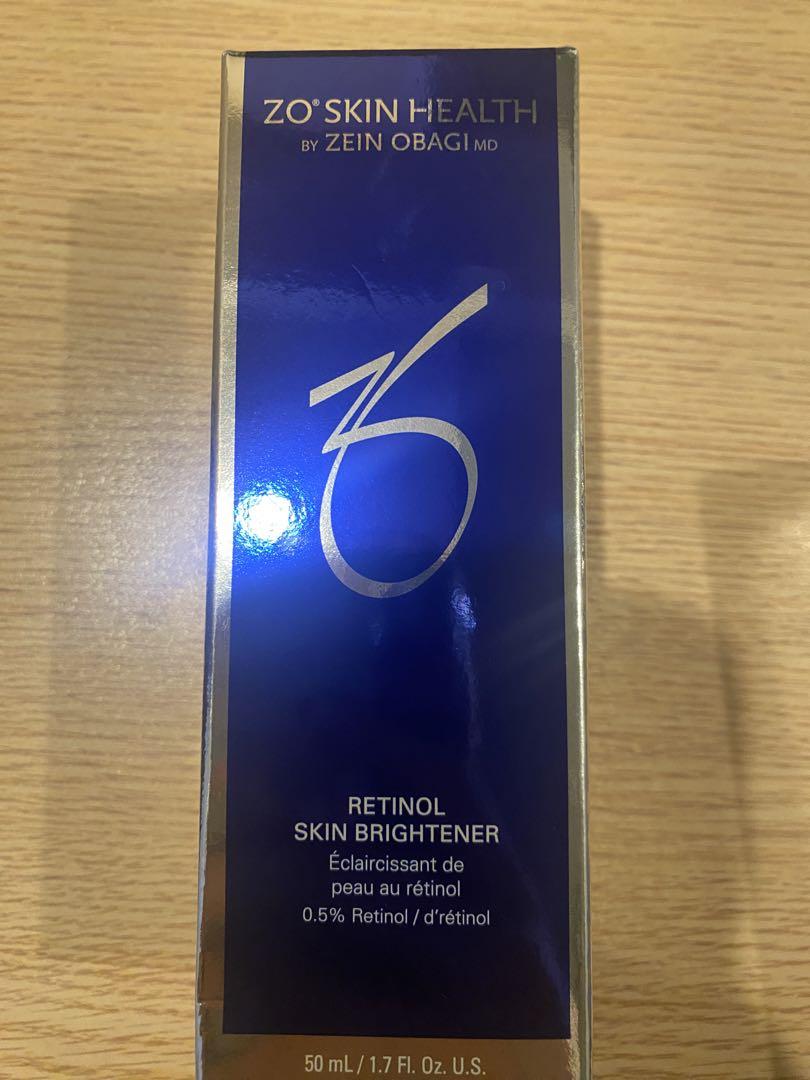 ZO® SKIN HEALTH
BY ZEIN OBAGI MD
ZO
RETINOL
SKIN BRIGHTENER
Éclaircissant de
peau au rétinol
0.5% Retinol / d'rétinol
50 mL / 1.7 Fl. Oz. U.S.